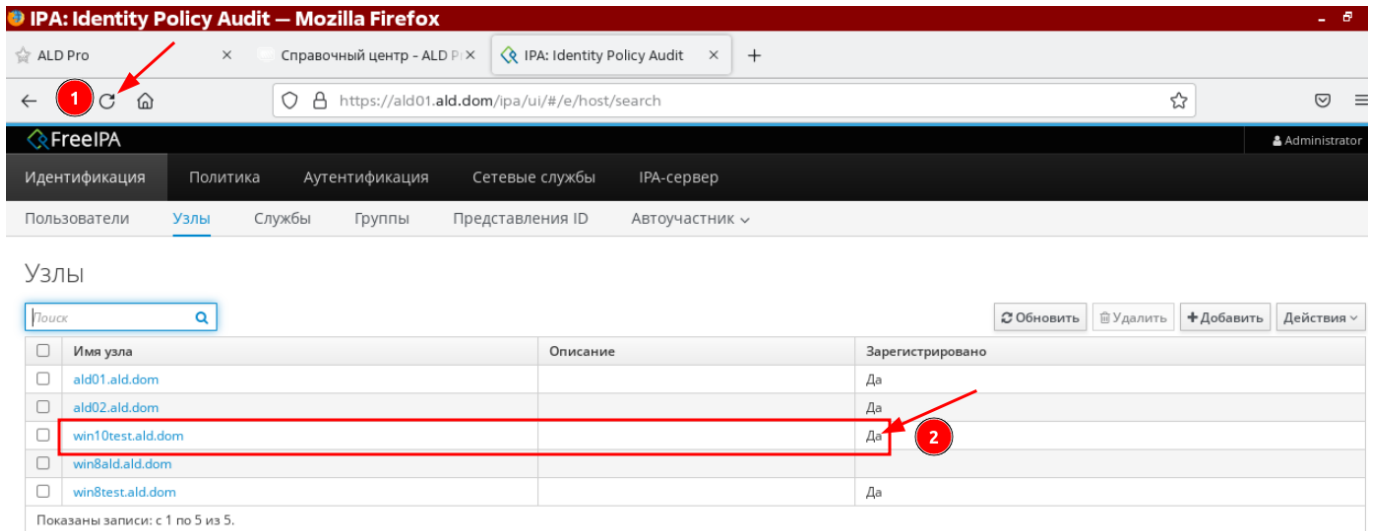 IPA: Identity Policy Audit — Mozilla Firefox
ALD Pro × Справочный центр - ALD P × IPA: Identity Policy Audit × +
1 https://ald01.ald.dom/ipa/ui/#/e/host/search
FreeIPA Administrator
Идентификация Политика Аутентификация Сетевые службы IPA-сервер
Пользователи Узлы Службы Группы Представления ID Автоучастник
Узлы
Поиск Обновить Удалить +Добавить Действия
Имя узла Описание Зарегистрировано
ald01.ald.dom Да
ald02.ald.dom Да
win10test.ald.dom Да 2
win8ald.ald.dom
win8test.ald.dom Да
Показаны записи: с 1 по 5 из 5.